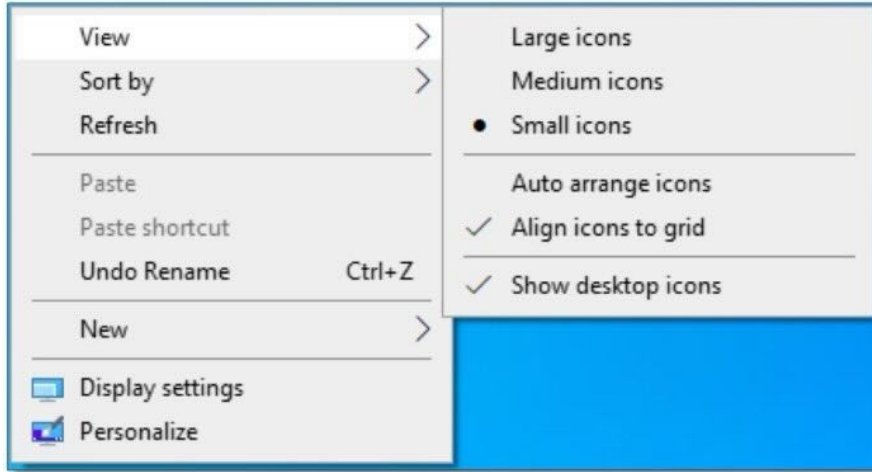 View
Sort by
Refresh
Paste
Paste shortcut
Undo Rename Ctrl+Z
New
Display settings
Personalize
Large icons
Medium icons
Small icons
Auto arrange icons
Align icons to grid
Show desktop icons